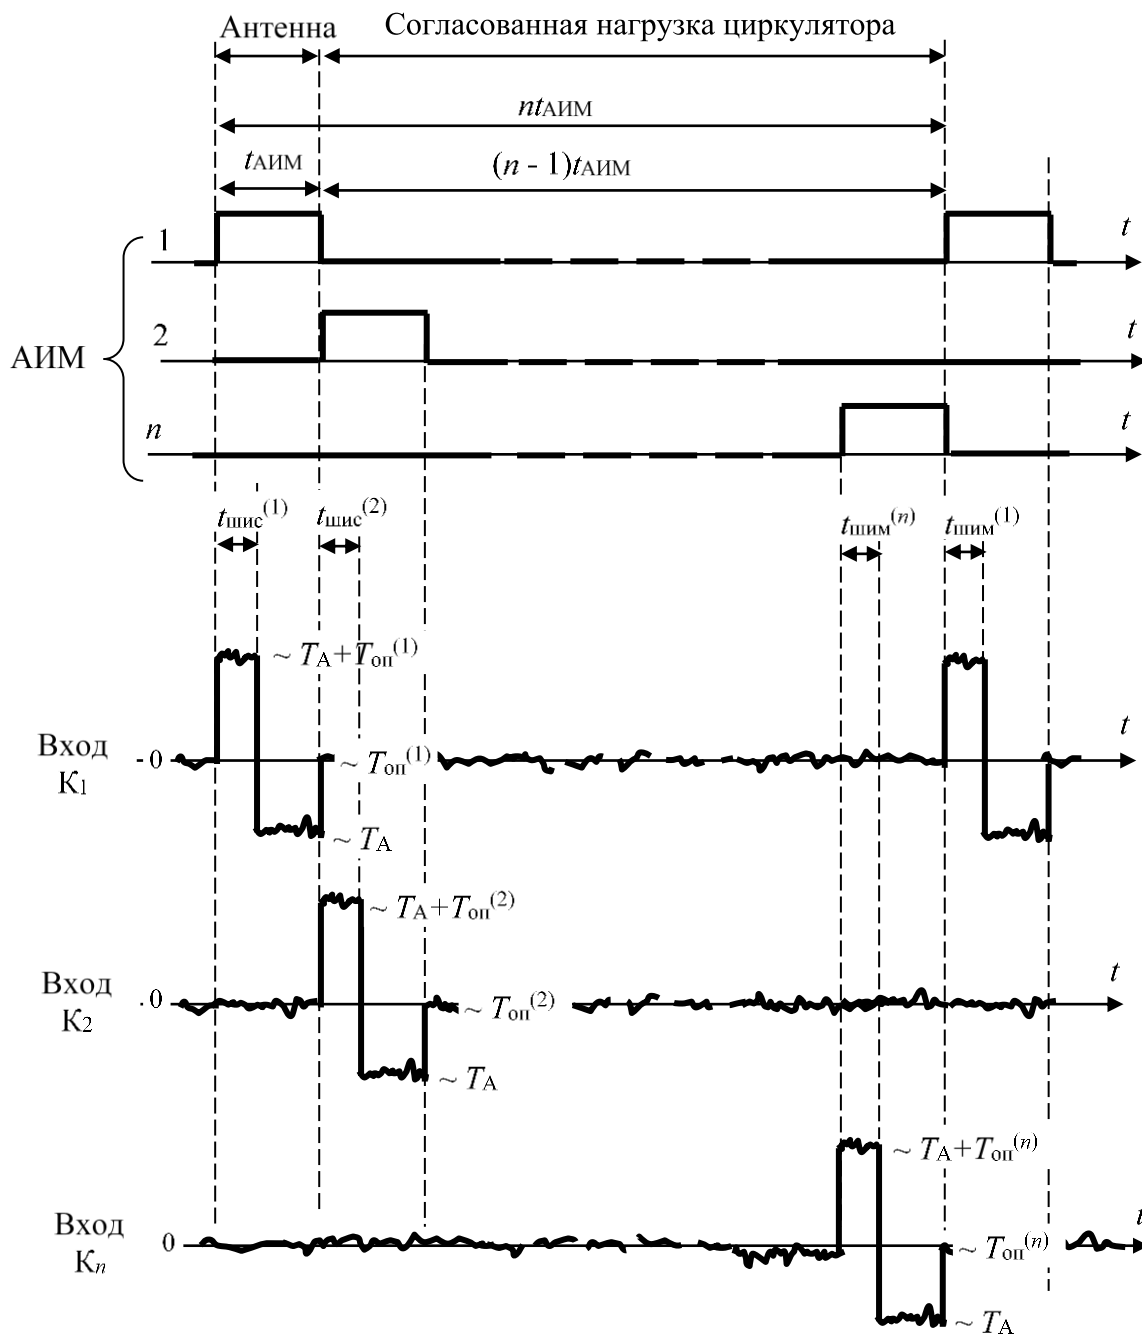 Антенна
Согласованная нагрузка циркулятора
ntАИМ
tАИМ
(n - 1)tАИМ
1
t
2
t
АИМ
n
t
tшис(1)
tшис(2)
tшим(n)
tшим(1)
~ TА+Tоп(1)
t
Вход
К1
- 0
~ Tоп(1)
~ TА
~ TА+Tоп(2)
t
Вход
К2
.0
~ Tоп(2)
~ TА
~ TА+Tоп(n)
t
Вход
Кn
0
~ Tоп(n)
~ TА